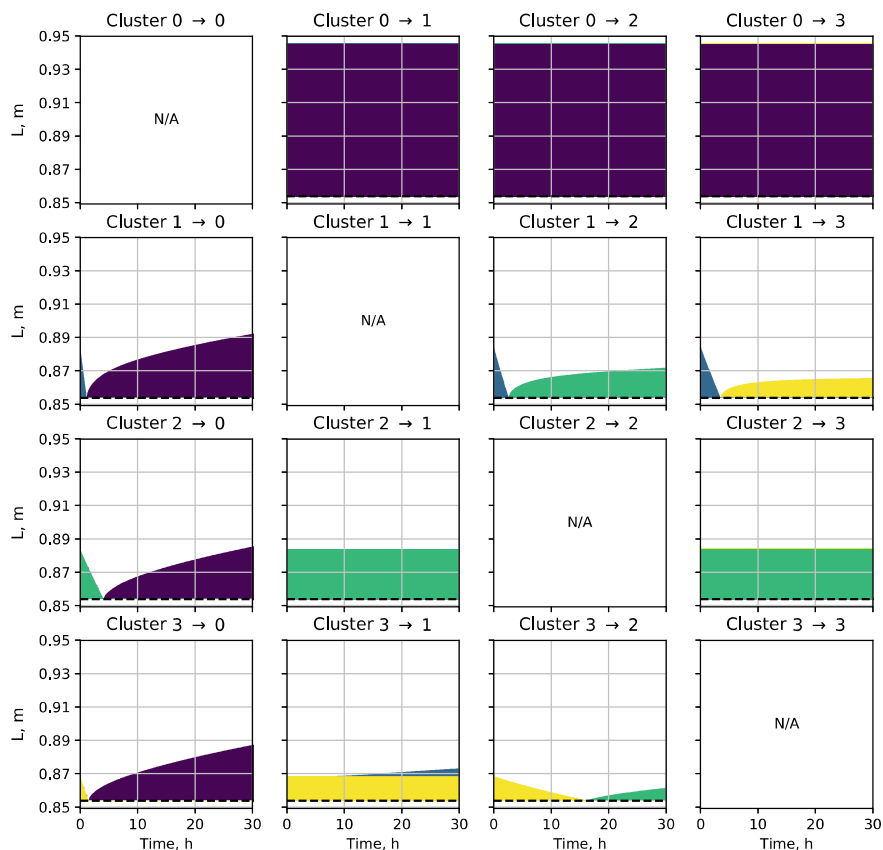 Cluster 0 → 0 Cluster 0 → 1 Cluster 0 → 2 Cluster 0 → 3
0.95
0.93
0.91
0.89
0.87
0.85
L, m
N/A
Cluster 1 → 0 Cluster 1 → 1 Cluster 1 → 2 Cluster 1 → 3
0.95
0.93
0.91
0.89
0.87
0.85
L, m
N/A
Cluster 2 → 0 Cluster 2 → 1 Cluster 2 → 2 Cluster 2 → 3
0.95
0.93
0.91
0.89
0.87
0.85
L, m
N/A
Cluster 3 → 0 Cluster 3 → 1 Cluster 3 → 2 Cluster 3 → 3
0.95
0.93
0.91
0.89
0.87
0.85
L, m
N/A
0 10 20 30 0 10 20 30 0 10 20 30 0 10 20 30
Time, h Time, h Time, h Time, h